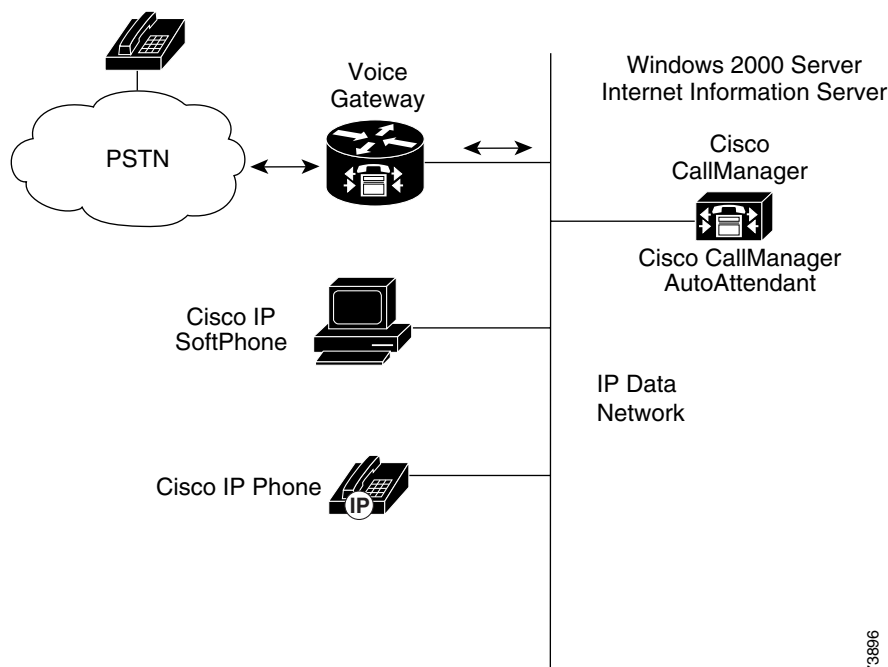 Voice
Gateway
Windows 2000 Server
Internet Information Server
PSTN
Cisco
CallManager
Cisco CallManager
AutoAttendant
Cisco IP
SoftPhone
IP Data
Network
Cisco IP Phone
IP